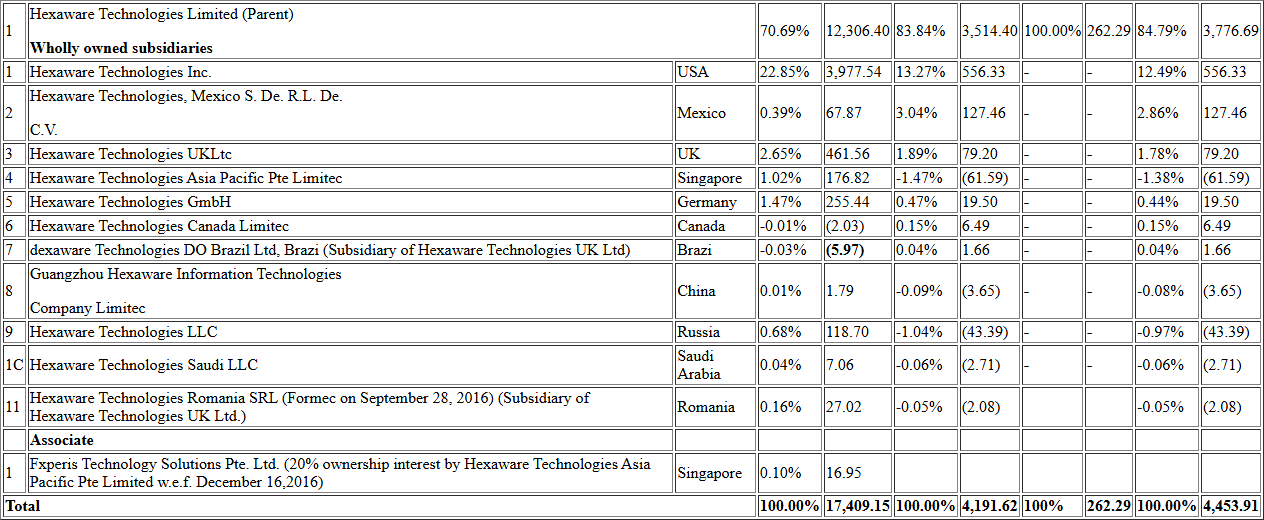 1 Hexaware Technologies Limited (Parent)
Wholly owned subsidiaries 70.69% 12,306.40 83.84% 3,514.40 100.00% 262.29 84.79% 3,776.69
1 Hexaware Technologies Inc. USA 22.85% 3,977.54 13.27% 556.33 - - 12.49% 556.33
2 Hexaware Technologies, Mexico S. De. R.L. De.
C.V. Mexico 0.39% 67.87 3.04% 127.46 - - 2.86% 127.46
3 Hexaware Technologies UKLtc UK 2.65% 461.56 1.89% 79.20 - - 1.78% 79.20
4 Hexaware Technologies Asia Pacific Pte Limitec Singapore 1.02% 176.82 -1.47% (61.59) - - -1.38% (61.59)
5 Hexaware Technologies GmbH Germany 1.47% 255.44 0.47% 19.50 - - 0.44% 19.50
6 Hexaware Technologies Canada Limitec Canada -0.01% (2.03) 0.15% 6.49 - - 0.15% 6.49
7 dexaware Technologies DO Brazil Ltd, Brazi (Subsidiary of Hexaware Technologies UK Ltd) Brazi -0.03% (5.97) 0.04% 1.66 - - 0.04% 1.66
8 Guangzhou Hexaware Information Technologies
Company Limitec China 0.01% 1.79 -0.09% (3.65) - - -0.08% (3.65)
9 Hexaware Technologies LLC Russia 0.68% 118.70 -1.04% (43.39) - - -0.97% (43.39)
1C Hexaware Technologies Saudi LLC Saudi
Arabia 0.04% 7.06 -0.06% (2.71) -0.06% (2.71)
11 Hexaware Technologies Romania SRL (Formec on September 28, 2016) (Subsidiary of
Hexaware Technologies UK Ltd.) Romania 0.16% 27.02 -0.05% (2.08) -0.05% (2.08)
Associate
1 Fxperis Technology Solutions Pte. Ltd. (20% ownership interest by Hexaware Technologies Asia
Pacific Pte Limited w.e.f. December 16,2016) Singapore 0.10% 16.95
Total 100.00% 17,409.15 100.00% 4,191.62 100% 262.29 100.00% 4,453.91